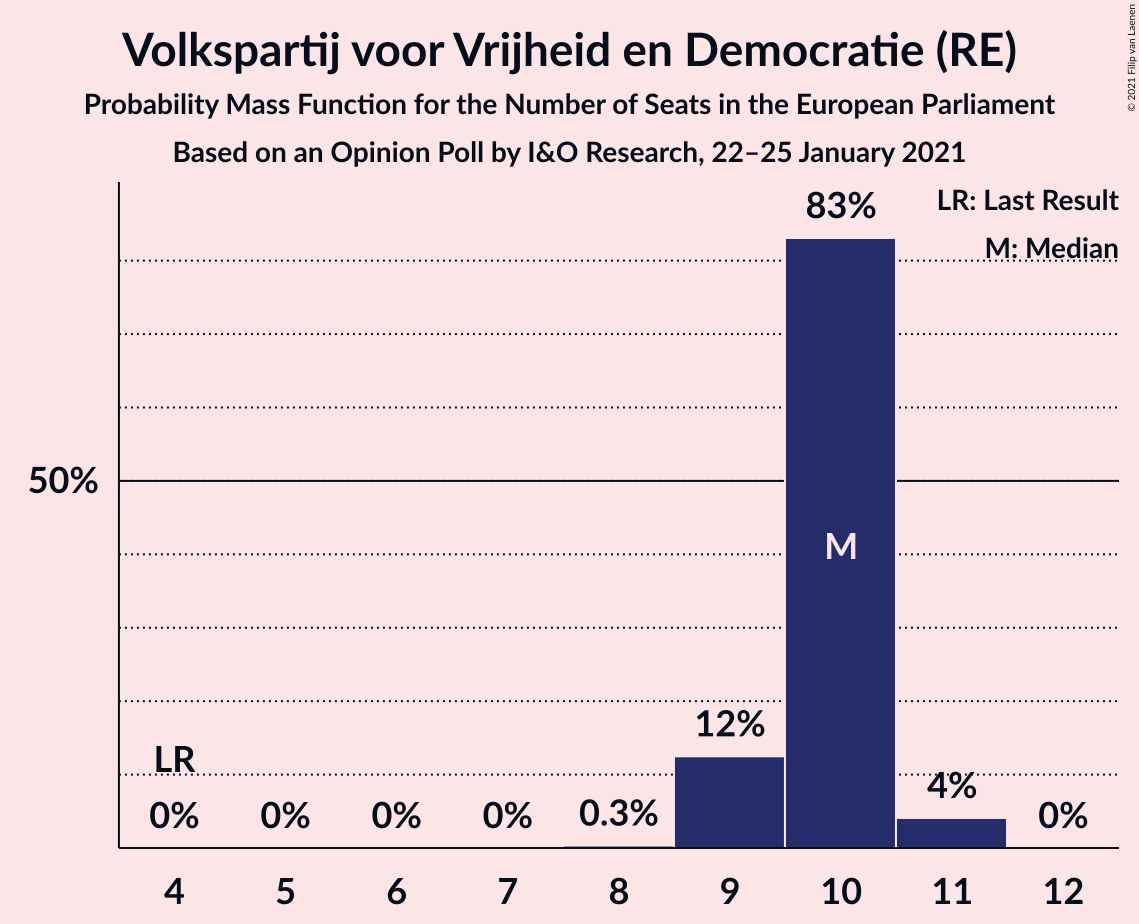 Volkspartij voor Vrijheid en Democratie (RE)
Probability Mass Function for the Number of Seats in the European Parliament
Based on an Opinion Poll by I&O Research, 22–25 January 2021
© 2021 Filip van Laenen
LR: Last Result
M: Median
83%
50%
M
12%
LR
4%
0%
0%
0%
0%
0.3%
0%
4
5
6
7
8
9
10
11
12